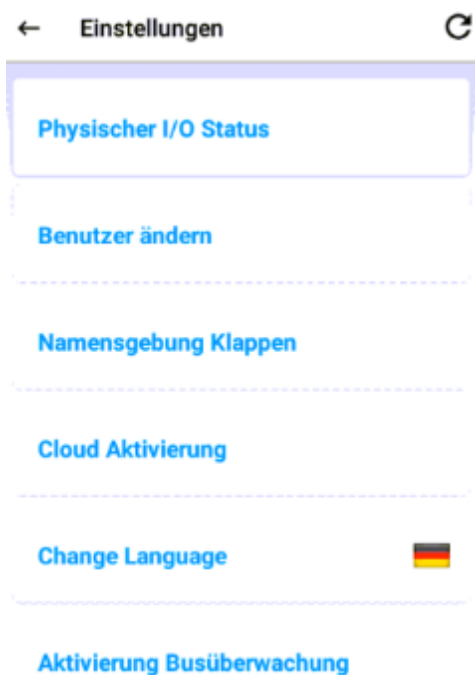 Einstellungen
Physischer I/O Status
Benutzer ändern
Namensgebung Klappen
Cloud Aktivierung
Change Language
Aktivierung Busüberwachung